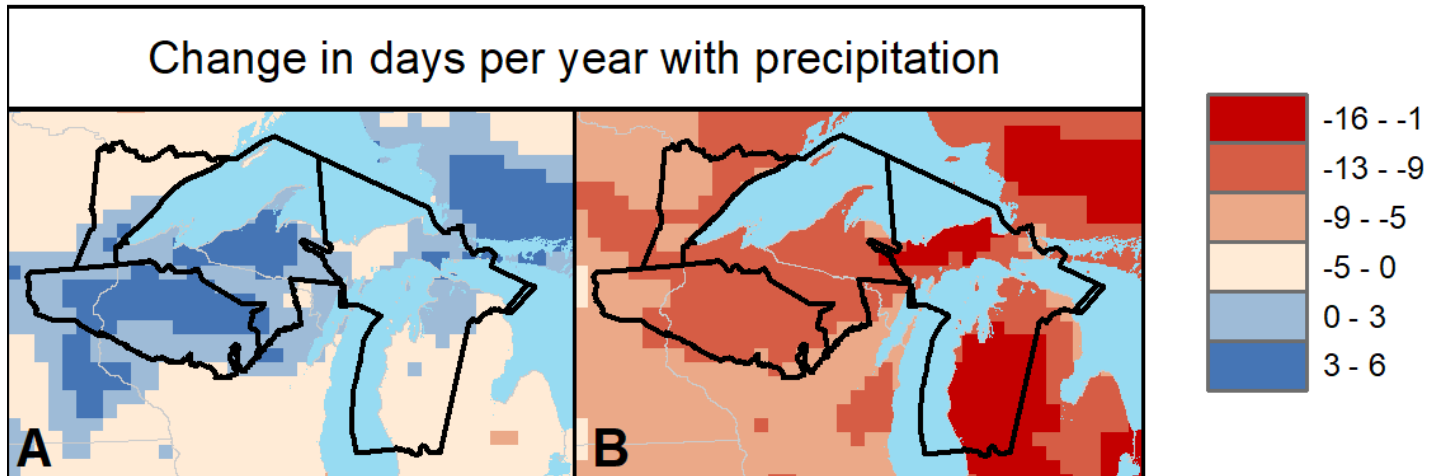 Change in days per year with precipitation
A
B
-16 - -1
-13 - -9
-9 - -5
-5 - 0
0 - 3
3 - 6